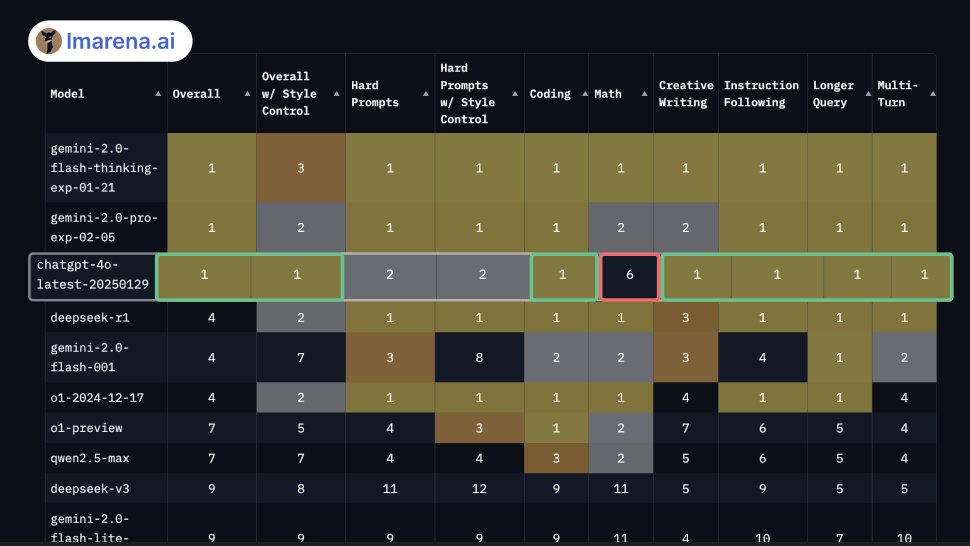 lmarena.ai
Model Overall Overall w/ Style Control Hard Prompts Hard Prompts w/ Style Control Coding Math Creative Writing Instruction Following Longer Query Multi-Turn
gemini-2.0-flash-thinking-exp-01-21 1 3 1 1 1 1 1 1 1 1
gemini-2.0-pro-exp-02-05 1 2 1 1 1 2 2 1 1 1
chatgpt-4o-latest-20250129 1 1 2 2 1 6 1 1 1 1
deepseek-r1 4 2 1 1 1 1 3 1 1 1
gemini-2.0-flash-001 4 7 3 8 2 2 3 4 1 2
o1-2024-12-17 4 2 1 1 1 1 4 1 1 4
o1-preview 7 5 4 3 1 2 7 6 5 4
qwen2.5-max 7 7 4 4 3 2 5 6 5 4
deepseek-v3 9 8 11 12 9 11 5 9 5 5
gemini-2.0-flash-lite- 9 9 9 9 9 11 4 10 7 10